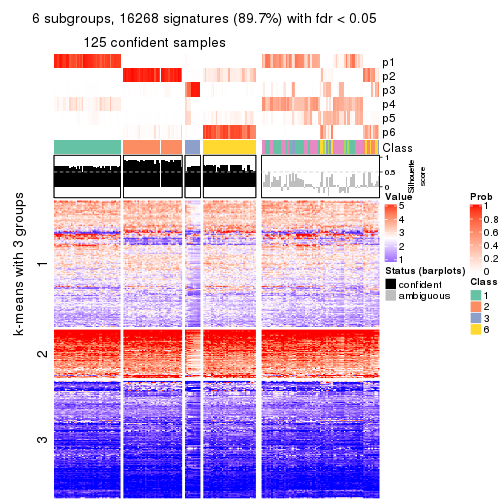 6 subgroups, 16268 signatures (89.7%) with fdr < 0.05
125 confident samples
p1
p2
p3
p4
p5
p6
Class
1
0.5
0
Silhouette
score
k-means with 3 groups
1
2
3
Value
5
4
3
2
1
Status (barplots)
confident
ambiguous
Prob
1
0.8
0.6
0.4
0.2
0
Class
1
2
3
6